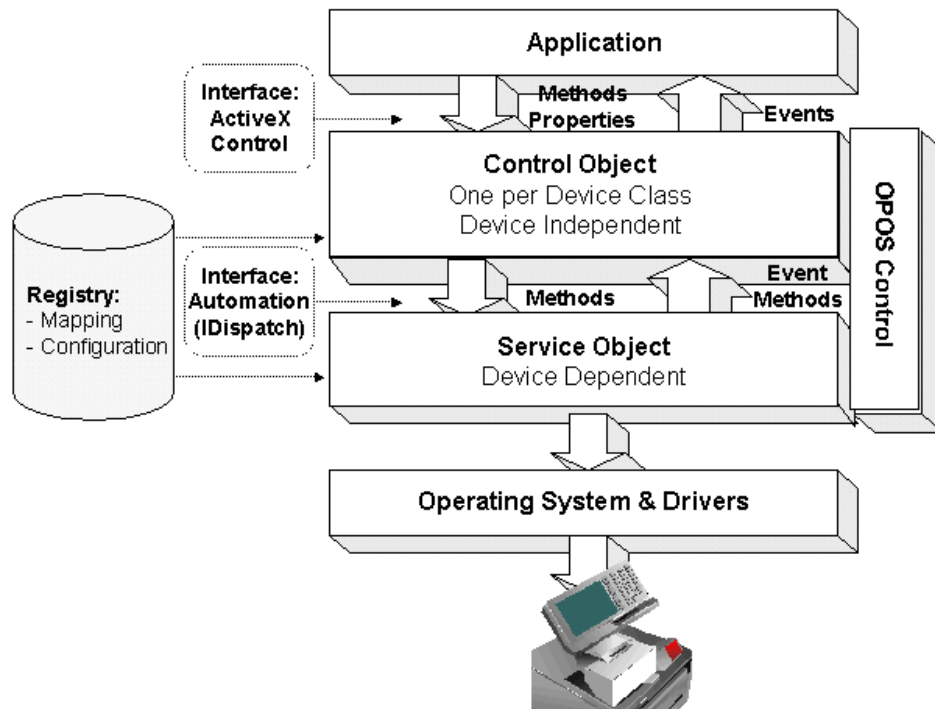 Application
Interface:
ActiveX
Control
Methods
Properties
Events
Control Object
One per Device Class
Device Independent
OPOS Control
Registry:
- Mapping
- Configuration
Interface:
Automation
(IDispatch)
Methods
Event
Methods
Service Object
Device Dependent
Operating System & Drivers